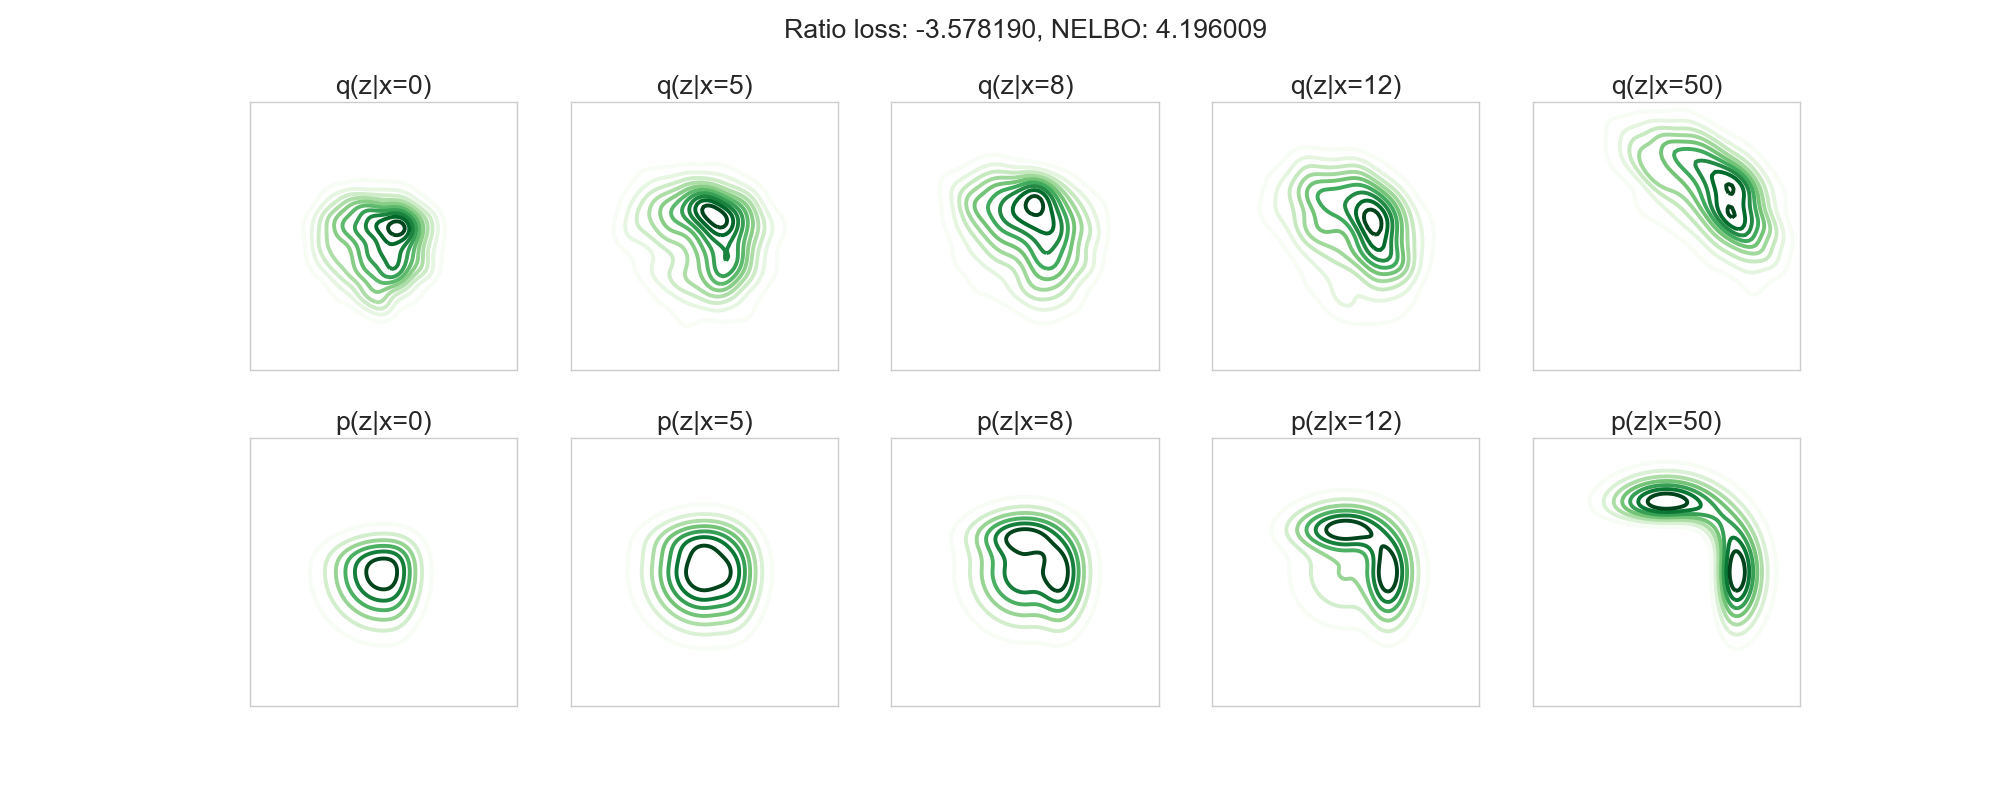 Ratio loss: -3.578190, NELBO: 4.196009
q(z|x=0) q(z|x=5) q(z|x=8) q(z|x=12) q(z|x=50)
p(z|x=0) p(z|x=5) p(z|x=8) p(z|x=12) p(z|x=50)